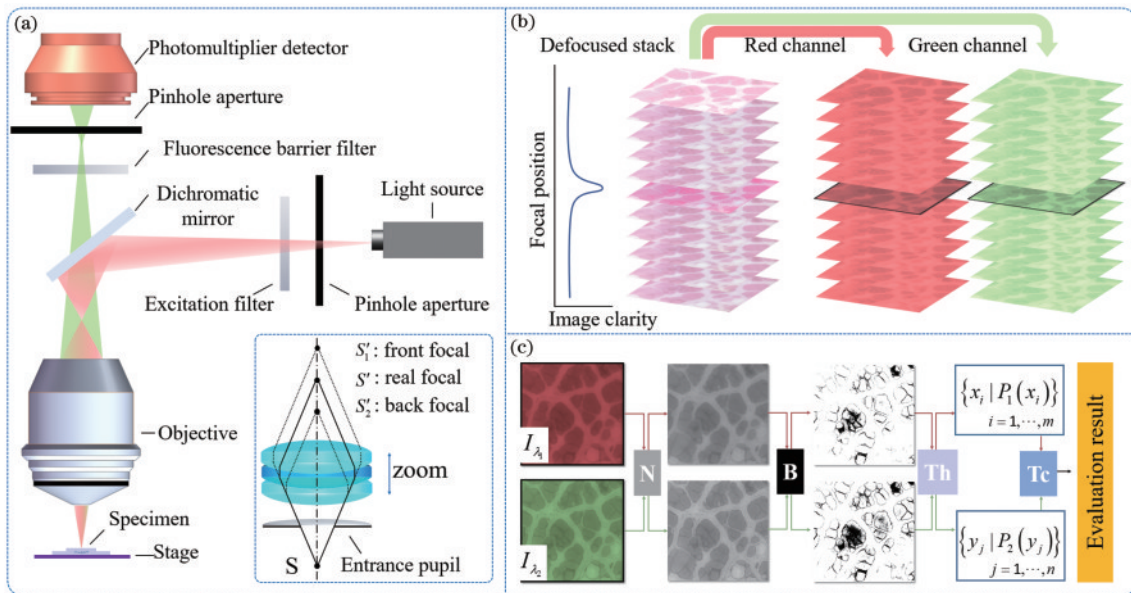 (a)
Photomultiplier detector
Pinhole aperture
Fluorescence barrier filter
Dichromatic
mirror
Light source
Excitation filter
Pinhole aperture
Objective
Specimen
Stage
S′₁ : front focal
S′ : real focal
S′₂ : back focal
zoom
Entrance pupil
S
(b)
Defocused stack
Red channel
Green channel
Focal position
Image clarity
(c)
I_λ₁
I_λ₂
N
B
Th
{x_i | P₁(x_i)}
i = 1,⋯,m
Tc
{y_j | P₂(y_j)}
j = 1,⋯,n
Evaluation result